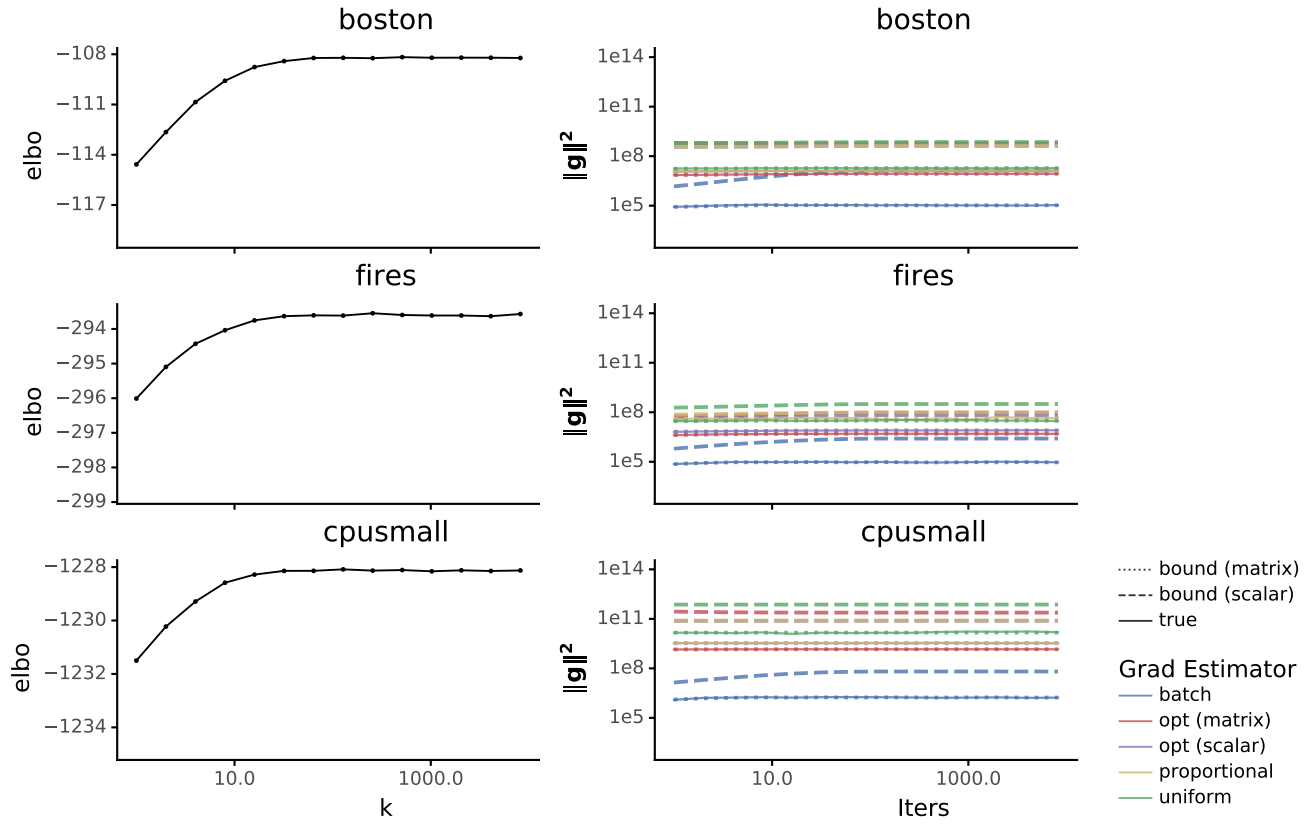 boston
−108
−111
−114
−117
elbo
boston
1e14
1e11
1e8
1e5
‖g‖²
fires
−294
−295
−296
−297
−298
−299
elbo
fires
1e14
1e11
1e8
1e5
‖g‖²
cpusmall
−1228
−1230
−1232
−1234
elbo
10.0
1000.0
k
cpusmall
1e14
1e11
1e8
1e5
‖g‖²
10.0
1000.0
Iters
bound (matrix)
bound (scalar)
true
Grad Estimator
batch
opt (matrix)
opt (scalar)
proportional
uniform